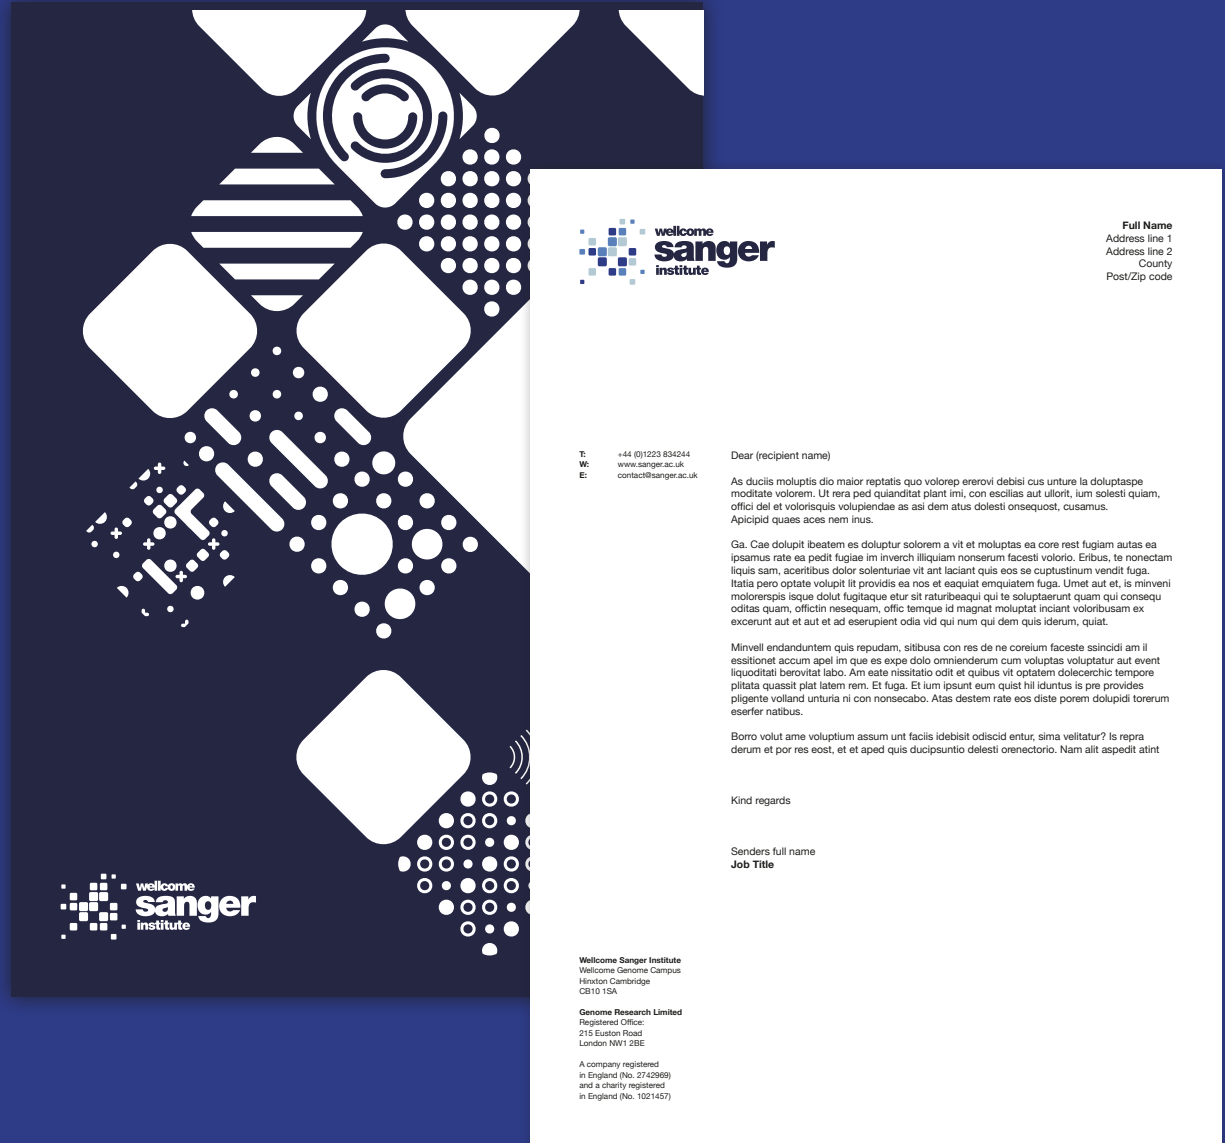 wellcome
sanger
institute
Full Name
Address line 1
Address line 2
County
Post/Zip code
T: +44 (0)1223 834244
W: www.sanger.ac.uk
E: contact@sanger.ac.uk
Dear (recipient name)
As duciis moluptis dio maior reptatis quo volorep ererovi debisi cus unture la doluptaspe
moditate volorem. Ut rera ped quianditat plant imi, con escilias aut ullorit, ium solesti quiam,
offici del et volorisquis volupiendae as asi dem atus dolesti onsequost, cusamus.
Apicipid quaes aces nem inus.
Ga. Cae dolupit ibeatem es doluptur solorem a vit et moluptas ea core rest fugiam autas ea
ipsamus rate ea pedit fugiae im inverch illiquiam nonserum facesti volorio. Eribus, te nonectam
liquis sam, aceritibus dolor solenturiae vit ant laciant quis eos se cuptustinum vendit fuga.
Itatia pero optate volupit lit providis ea nos et eaquiat emquiatem fuga. Umet aut et, is minveni
molorerspis isque dolut fugitaque etur sit raturibeaqui qui te soluptaerunt quam qui consequ
oditas quam, offictin nesequam, offic temque id magnat moluptat inciant voloribusam ex
excerunt aut et aut et ad eserupient odia vid qui num qui dem quis iderum, quiat.
Minvell endanduntem quis repudam, sitibusa con res de ne coreium faceste ssincidi am il
essitionet accum apel im que es expe dolo omnienderum cum voluptas voluptatur aut event
liquoditati berovitat labo. Am eate nissitatio odit et quibus vit optatem dolecerchic tempore
plitata quassit plat latem rem. Et fuga. Et ium ipsunt eum quist hil iduntus is pre provides
pligente volland unturia ni con nonsecabo. Atas destem rate eos diste porem dolupidi torerum
eserfer natibus.
Borro volut ame voluptium assum unt faciis idebisit odiscid entur, sima velitatur? Is repra
derum et por res eost, et et aped quis ducipsuntio delesti orenectorio. Nam alit aspedit atint
Kind regards
Senders full name
Job Title
wellcome
sanger
institute
Wellcome Sanger Institute
Wellcome Genome Campus
Hinxton Cambridge
CB10 1SA
Genome Research Limited
Registered Office:
215 Euston Road
London NW1 2BE
A company registered
in England (No. 2742969)
and a charity registered
in England (No. 1021457)